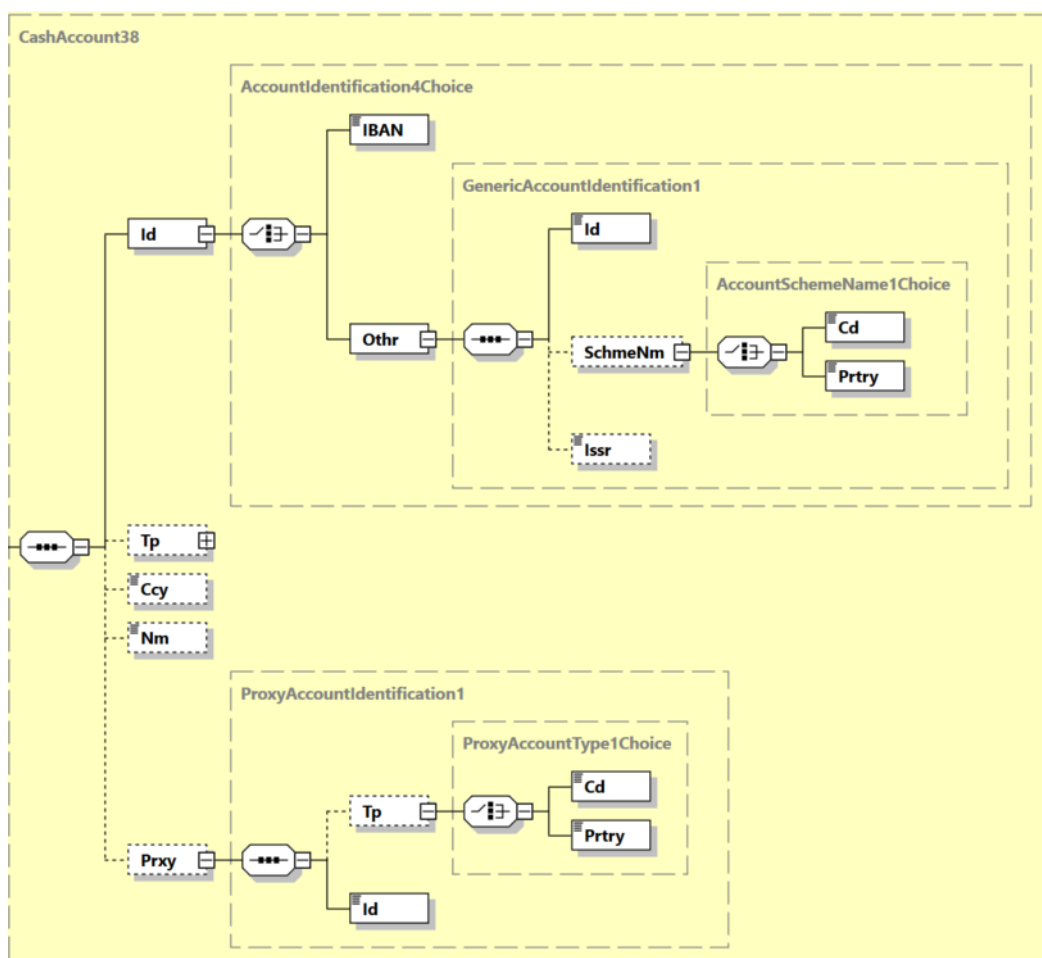 CashAccount38
AccountIdentification4Choice
IBAN
GenericAccountIdentification1
Id
Id
AccountSchemeName1Choice
Cd
Othr
SchmeNm
Prtry
Issr
Tp
Ccy
Nm
ProxyAccountIdentification1
ProxyAccountType1Choice
Cd
Tp
Prtry
Prxy
Id